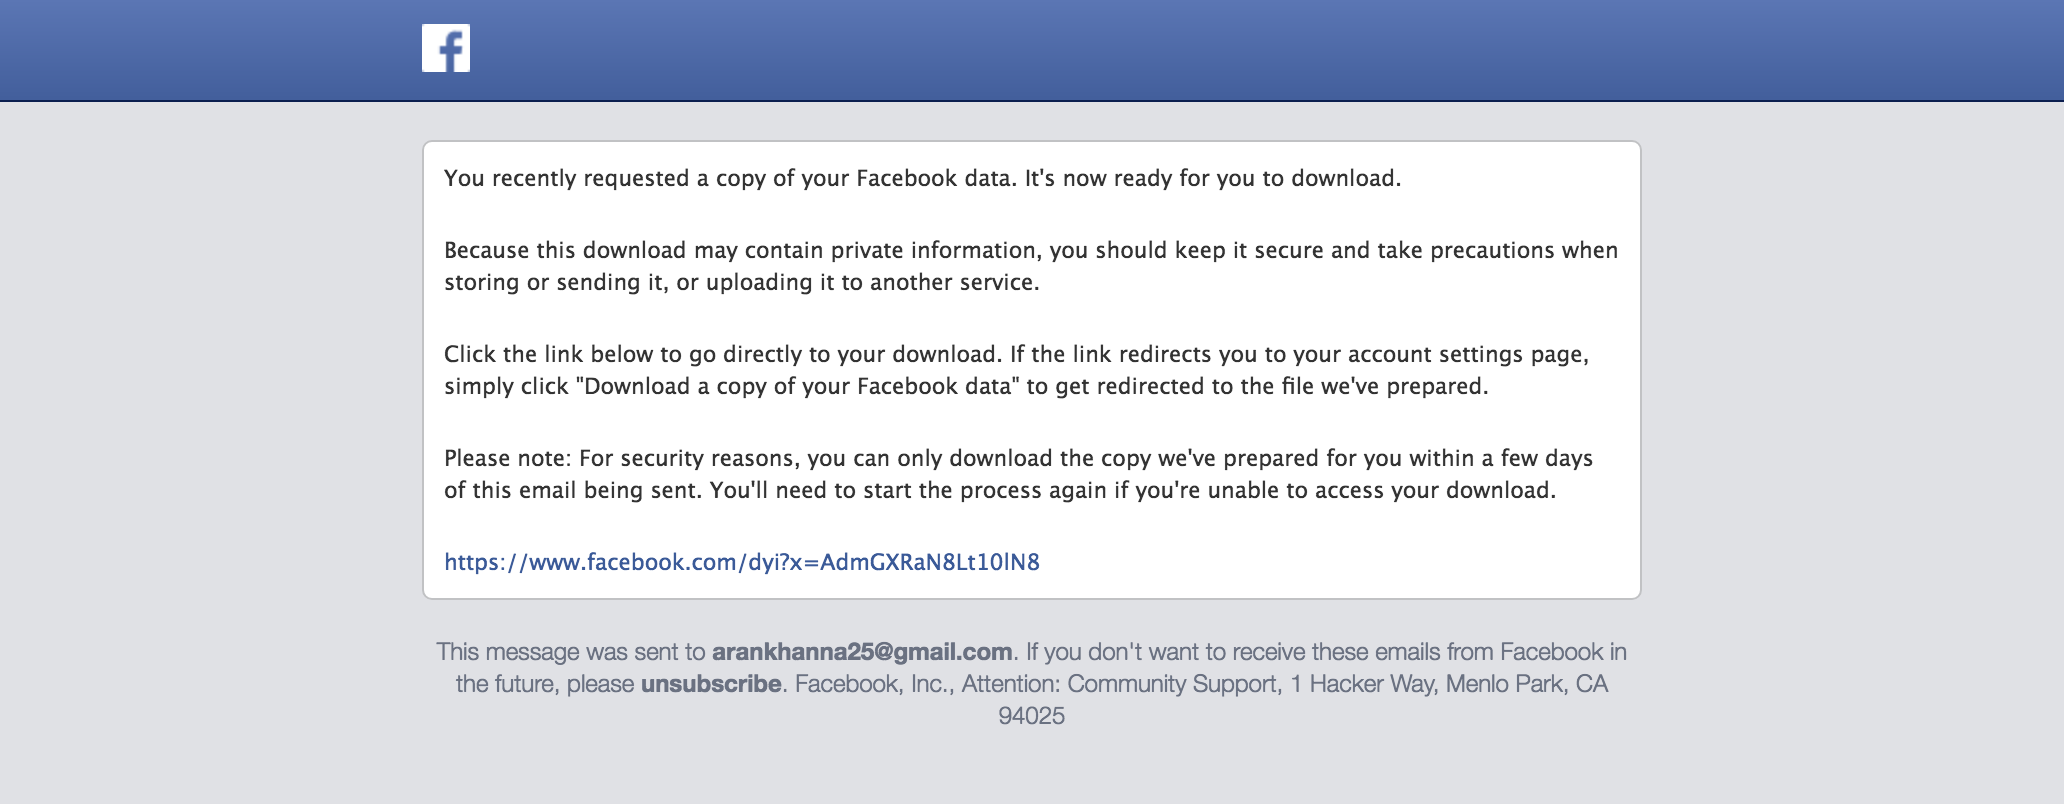 f
You recently requested a copy of your Facebook data. It's now ready for you to download.
Because this download may contain private information, you should keep it secure and take precautions when
storing or sending it, or uploading it to another service.
Click the link below to go directly to your download. If the link redirects you to your account settings page,
simply click "Download a copy of your Facebook data" to get redirected to the file we've prepared.
Please note: For security reasons, you can only download the copy we've prepared for you within a few days
of this email being sent. You'll need to start the process again if you're unable to access your download.
https://www.facebook.com/dyi?x=AdmGXRaN8Lt10lN8
This message was sent to arankhanna25@gmail.com. If you don't want to receive these emails from Facebook in
the future, please unsubscribe. Facebook, Inc., Attention: Community Support, 1 Hacker Way, Menlo Park, CA
94025